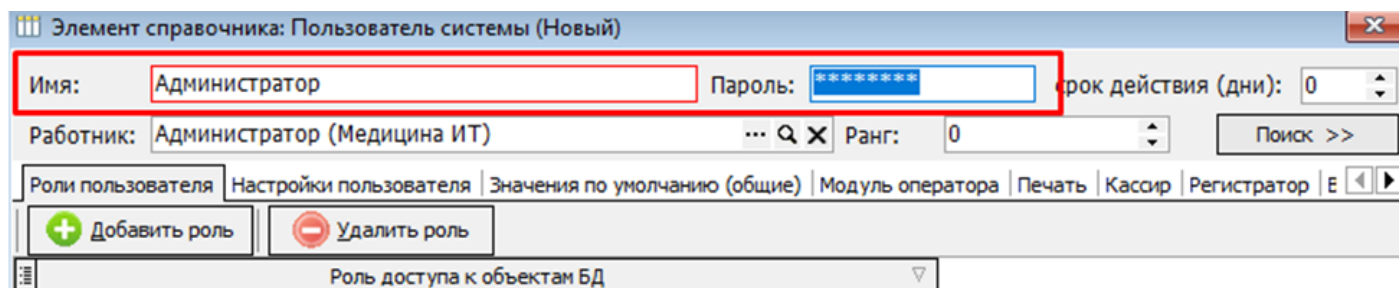 Элемент справочника: Пользователь системы (Новый)
Имя: Администратор Пароль: ******** срок действия (дни): 0
Работник: Администратор (Медицина ИТ) ... Ранг: 0 Поиск >>
Роли пользователя Настройки пользователя Значения по умолчанию (общие) Модуль оператора Печать Кассир Регистратор
Добавить роль Удалить роль
Роль доступа к объектам БД